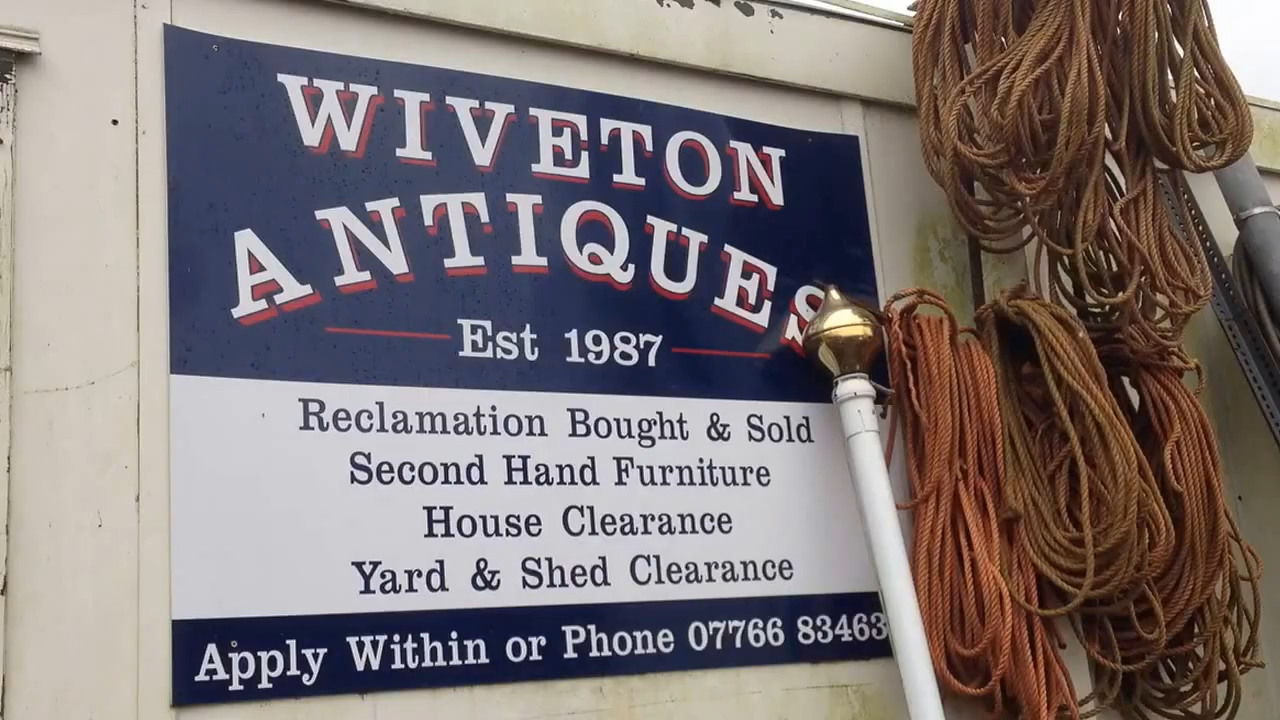 WIVETON
ANTIQUES
Est 1987
Reclamation Bought & Sold
Second Hand Furniture
House Clearance
Yard & Shed Clearance
Apply Within or Phone 07766 83463